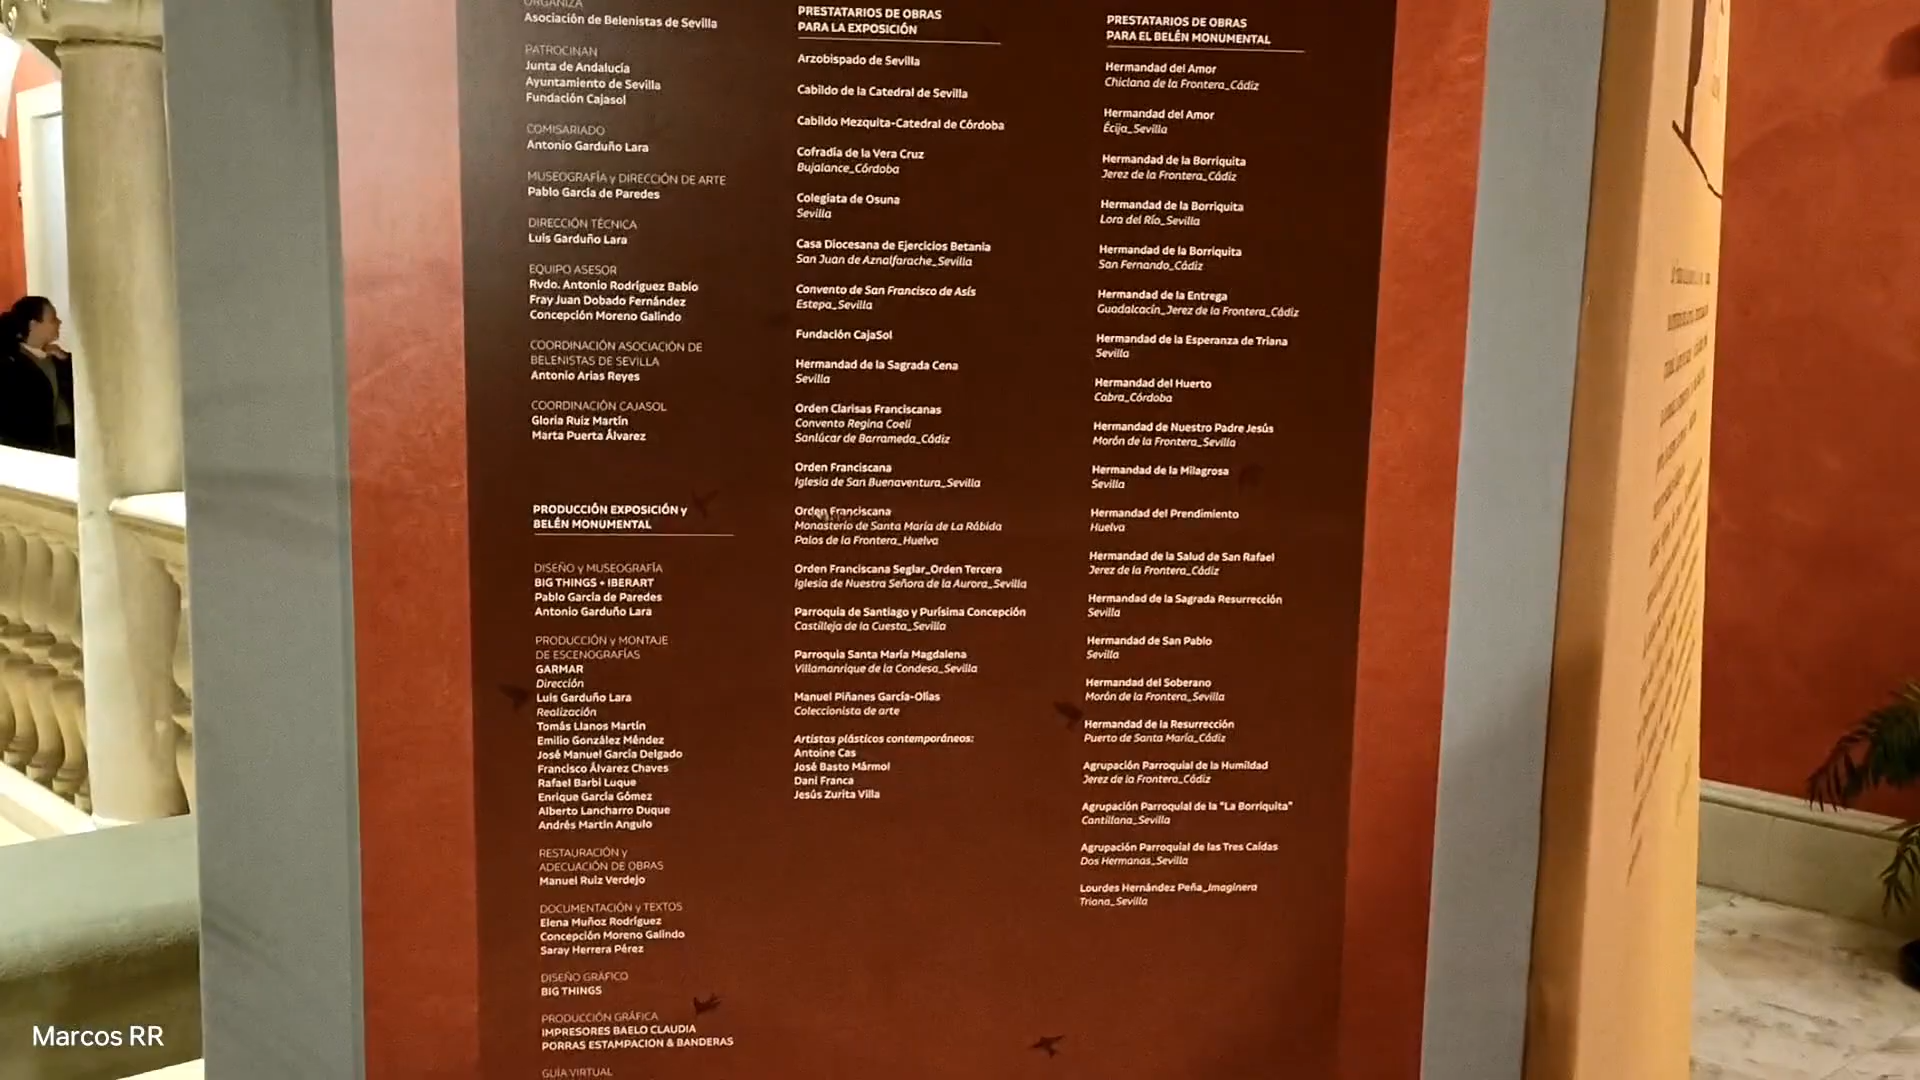 ORGANIZA
Asociación de Belenistas de Sevilla
PATROCINAN
Junta de Andalucía
Ayuntamiento de Sevilla
Fundación Cajasol
COMISARIADO
Antonio Garduño Lara
MUSEOGRAFÍA y DIRECCIÓN DE ARTE
Pablo García de Paredes
DIRECCIÓN TÉCNICA
Luis Garduño Lara
EQUIPO ASESOR
Rvdo. Antonio Rodríguez Babío
Fray Juan Dobado Fernández
Concepción Moreno Galindo
COORDINACIÓN ASOCIACIÓN DE
BELENISTAS DE SEVILLA
Antonio Arias Reyes
COORDINACIÓN CAJASOL
Gloria Ruiz Martín
Marta Puerta Álvarez
PRODUCCIÓN EXPOSICIÓN y
BELÉN MONUMENTAL
DISEÑO y MUSEOGRAFÍA
BIG THINGS + IBERART
Pablo García de Paredes
Antonio Garduño Lara
PRODUCCIÓN y MONTAJE
DE ESCENOGRAFÍAS
GARMAR
Dirección
Luis Garduño Lara
Realización
Tomás Llanos Martín
Emilio González Méndez
José Manuel García Delgado
Francisco Álvarez Chaves
Rafael Barbi Luque
Enrique García Gómez
Alberto Lancharro Duque
Andrés Martín Angulo
RESTAURACIÓN y
ADECUACIÓN DE OBRAS
Manuel Ruiz Verdejo
DOCUMENTACIÓN y TEXTOS
Elena Muñoz Rodríguez
Concepción Moreno Galindo
Saray Herrera Pérez
DISEÑO GRÁFICO
BIG THINGS
PRODUCCIÓN GRÁFICA
IMPRESORES BAELO CLAUDIA
PORRAS ESTAMPACION & BANDERAS
GUÍA VIRTUAL
PRESTATARIOS DE OBRAS
PARA LA EXPOSICIÓN
Arzobispado de Sevilla
Cabildo de la Catedral de Sevilla
Cabildo Mezquita-Catedral de Córdoba
Cofradía de la Vera Cruz
Bujalance_Córdoba
Colegiata de Osuna
Sevilla
Casa Diocesana de Ejercicios Betania
San Juan de Aznalfarache_Sevilla
Convento de San Francisco de Asís
Estepa_Sevilla
Fundación CajaSol
Hermandad de la Sagrada Cena
Sevilla
Orden Clarisas Franciscanas
Convento Regina Coeli
Sanlúcar de Barrameda_Cádiz
Orden Franciscana
Iglesia de San Buenaventura_Sevilla
Orden Franciscana
Monasterio de Santa María de La Rábida
Palos de la Frontera_Huelva
Orden Franciscana Seglar_Orden Tercera
Iglesia de Nuestra Señora de la Aurora_Sevilla
Parroquia de Santiago y Purísima Concepción
Castilleja de la Cuesta_Sevilla
Parroquia Santa María Magdalena
Villamanrique de la Condesa_Sevilla
Manuel Piñanes García-Olías
Coleccionista de arte
Artistas plásticos contemporáneos:
Antoine Cas
José Basto Mármol
Dani Franca
Jesús Zurita Villa
PRESTATARIOS DE OBRAS
PARA EL BELÉN MONUMENTAL
Hermandad del Amor
Chiclana de la Frontera_Cádiz
Hermandad del Amor
Écija_Sevilla
Hermandad de la Borriquita
Jerez de la Frontera_Cádiz
Hermandad de la Borriquita
Lora del Río_Sevilla
Hermandad de la Borriquita
San Fernando_Cádiz
Hermandad de la Entrega
Guadalcacín_Jerez de la Frontera_Cádiz
Hermandad de la Esperanza de Triana
Sevilla
Hermandad del Huerto
Cabra_Córdoba
Hermandad de Nuestro Padre Jesús
Morón de la Frontera_Sevilla
Hermandad de la Milagrosa
Sevilla
Hermandad del Prendimiento
Huelva
Hermandad de la Salud de San Rafael
Jerez de la Frontera_Cádiz
Hermandad de la Sagrada Resurrección
Sevilla
Hermandad de San Pablo
Sevilla
Hermandad del Soberano
Morón de la Frontera_Sevilla
Hermandad de la Resurrección
Puerto de Santa María_Cádiz
Agrupación Parroquial de la Humildad
Jerez de la Frontera_Cádiz
Agrupación Parroquial de la "La Borriquita"
Cantillana_Sevilla
Agrupación Parroquial de las Tres Caídas
Dos Hermanas_Sevilla
Lourdes Hernández Peña_Imaginera
Triana_Sevilla
Marcos RR